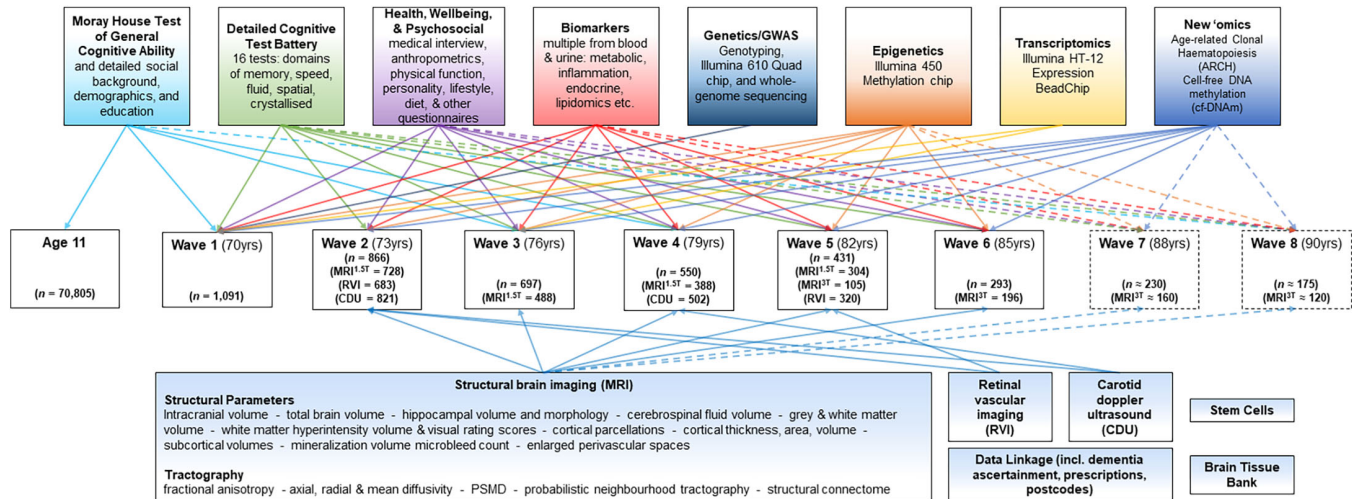 Moray House Test of
General
Cognitive Ability
and detailed social
background,
demographics, and
education
Detailed Cognitive
Test Battery
16 tests: domains
of memory, speed,
fluid, spatial,
crystallised
Health, Wellbeing,
& Psychosocial
medical interview,
anthropometrics,
physical function,
personality, lifestyle,
diet, & other
questionnaires
Biomarkers
multiple from blood
& urine: metabolic,
inflammation,
endocrine,
lipidomics etc.
Genetics/GWAS
Genotyping,
Illumina 610 Quad
chip, and whole-
genome sequencing
Epigenetics
Illumina 450
Methylation chip
Transcriptomics
Illumina HT-12
Expression
BeadChip
New ‘omics
Age-related Clonal
Haematopoiesis
(ARCH)
Cell-free DNA
methylation
(cf-DNAm)
Age 11
(n = 70,805)
Wave 1 (70yrs)
(n = 1,091)
Wave 2 (73yrs)
(n = 866)
(MRI1.5T = 728)
(RVI = 683)
(CDU = 821)
Wave 3 (76yrs)
(n = 697)
(MRI1.5T = 488)
Wave 4 (79yrs)
(n = 550)
(MRI1.5T = 388)
(CDU = 502)
Wave 5 (82yrs)
(n = 431)
(MRI1.5T = 304)
(MRI3T = 105)
(RVI = 320)
Wave 6 (85yrs)
(n = 293)
(MRI3T = 196)
Wave 7 (88yrs)
(n ≈ 230)
(MRI3T ≈ 160)
Wave 8 (90yrs)
(n ≈ 175)
(MRI3T ≈ 120)
Structural brain imaging (MRI)
Structural Parameters
Intracranial volume - total brain volume - hippocampal volume and morphology - cerebrospinal fluid volume - grey & white matter
volume - white matter hyperintensity volume & visual rating scores - cortical parcellations - cortical thickness, area, volume -
subcortical volumes - mineralization volume microbleed count - enlarged perivascular spaces
Tractography
fractional anisotropy - axial, radial & mean diffusivity - PSMD - probabilistic neighbourhood tractography - structural connectome
Retinal
vascular
imaging
(RVI)
Carotid
doppler
ultrasound
(CDU)
Stem Cells
Data Linkage (incl. dementia
ascertainment, prescriptions,
postcodes)
Brain Tissue
Bank